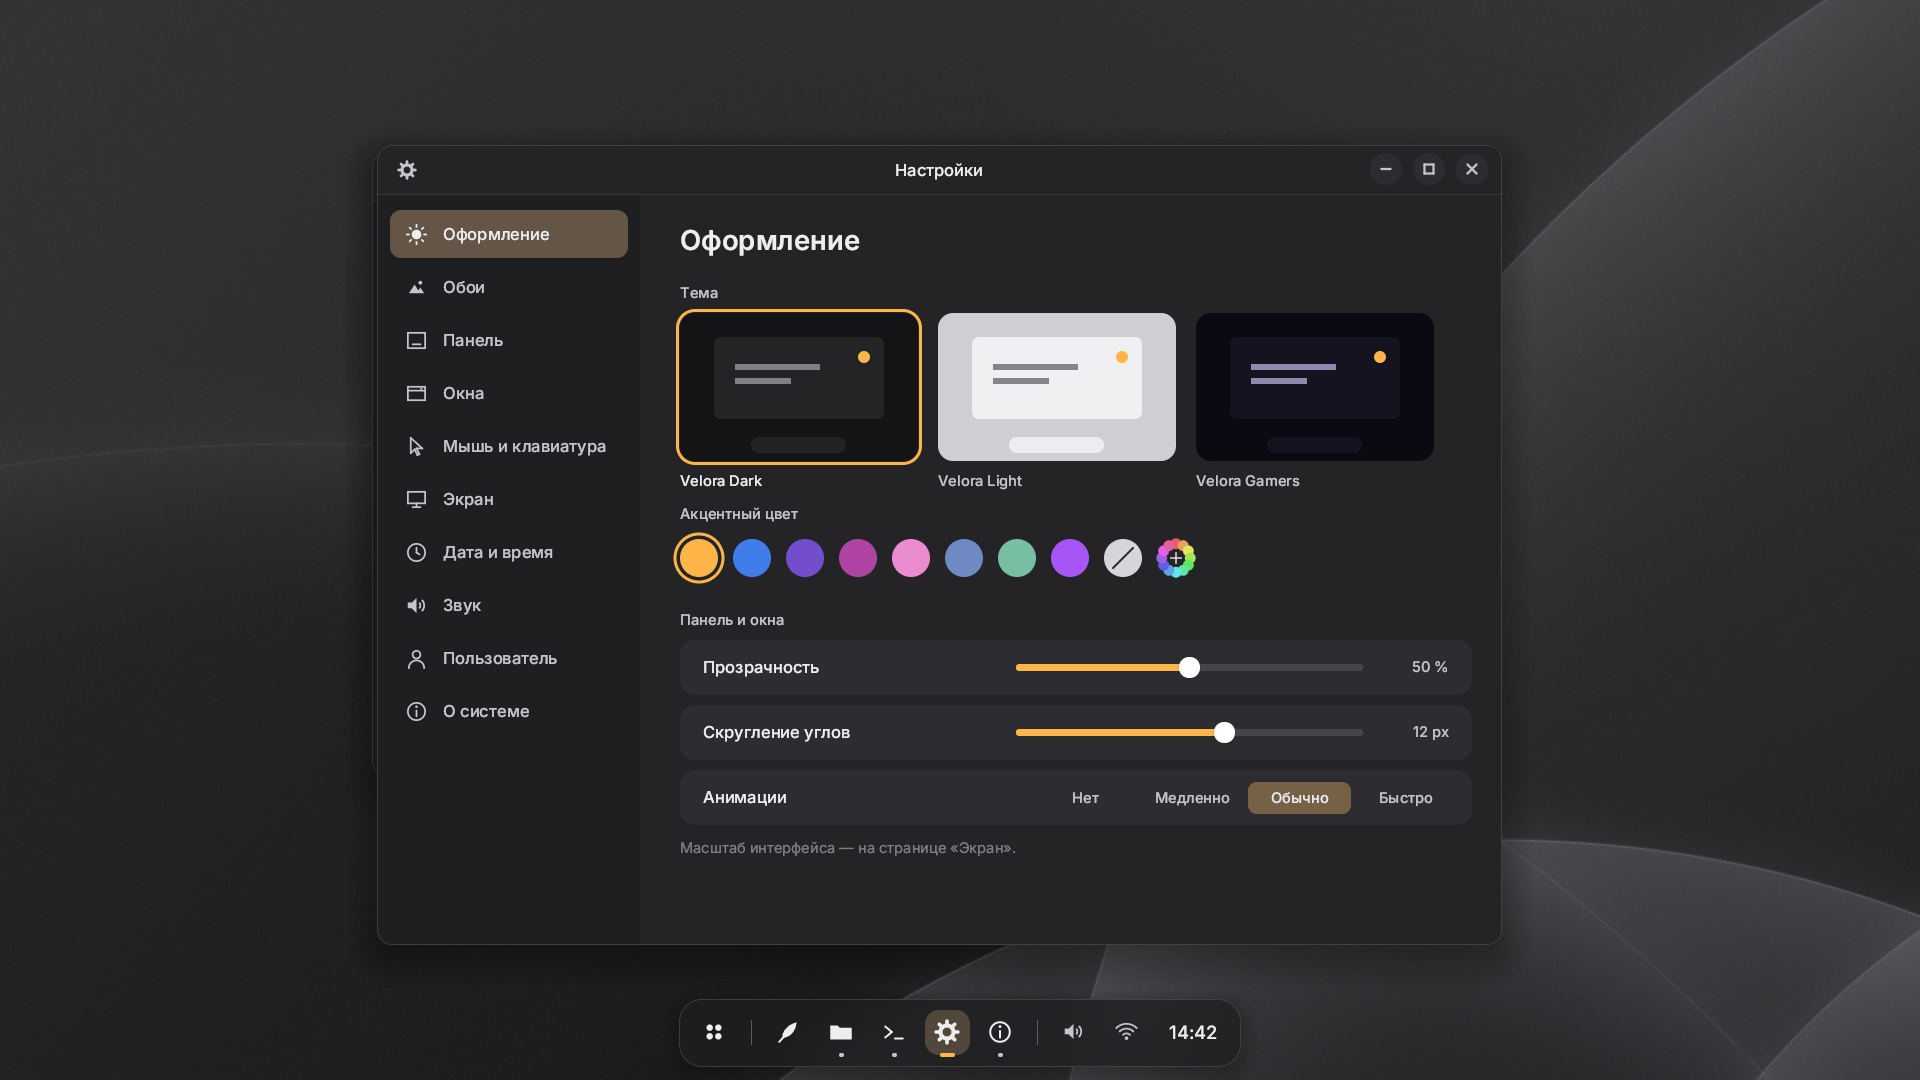 Настройки
Оформление
Обои
Панель
Окна
Мышь и клавиатура
Экран
Дата и время
Звук
Пользователь
О системе
Оформление
Тема
Velora Dark
Velora Light
Velora Gamers
Акцентный цвет
Панель и окна
Прозрачность
50 %
Скругление углов
12 px
Анимации
Нет
Медленно
Обычно
Быстро
Масштаб интерфейса — на странице «Экран».
14:42